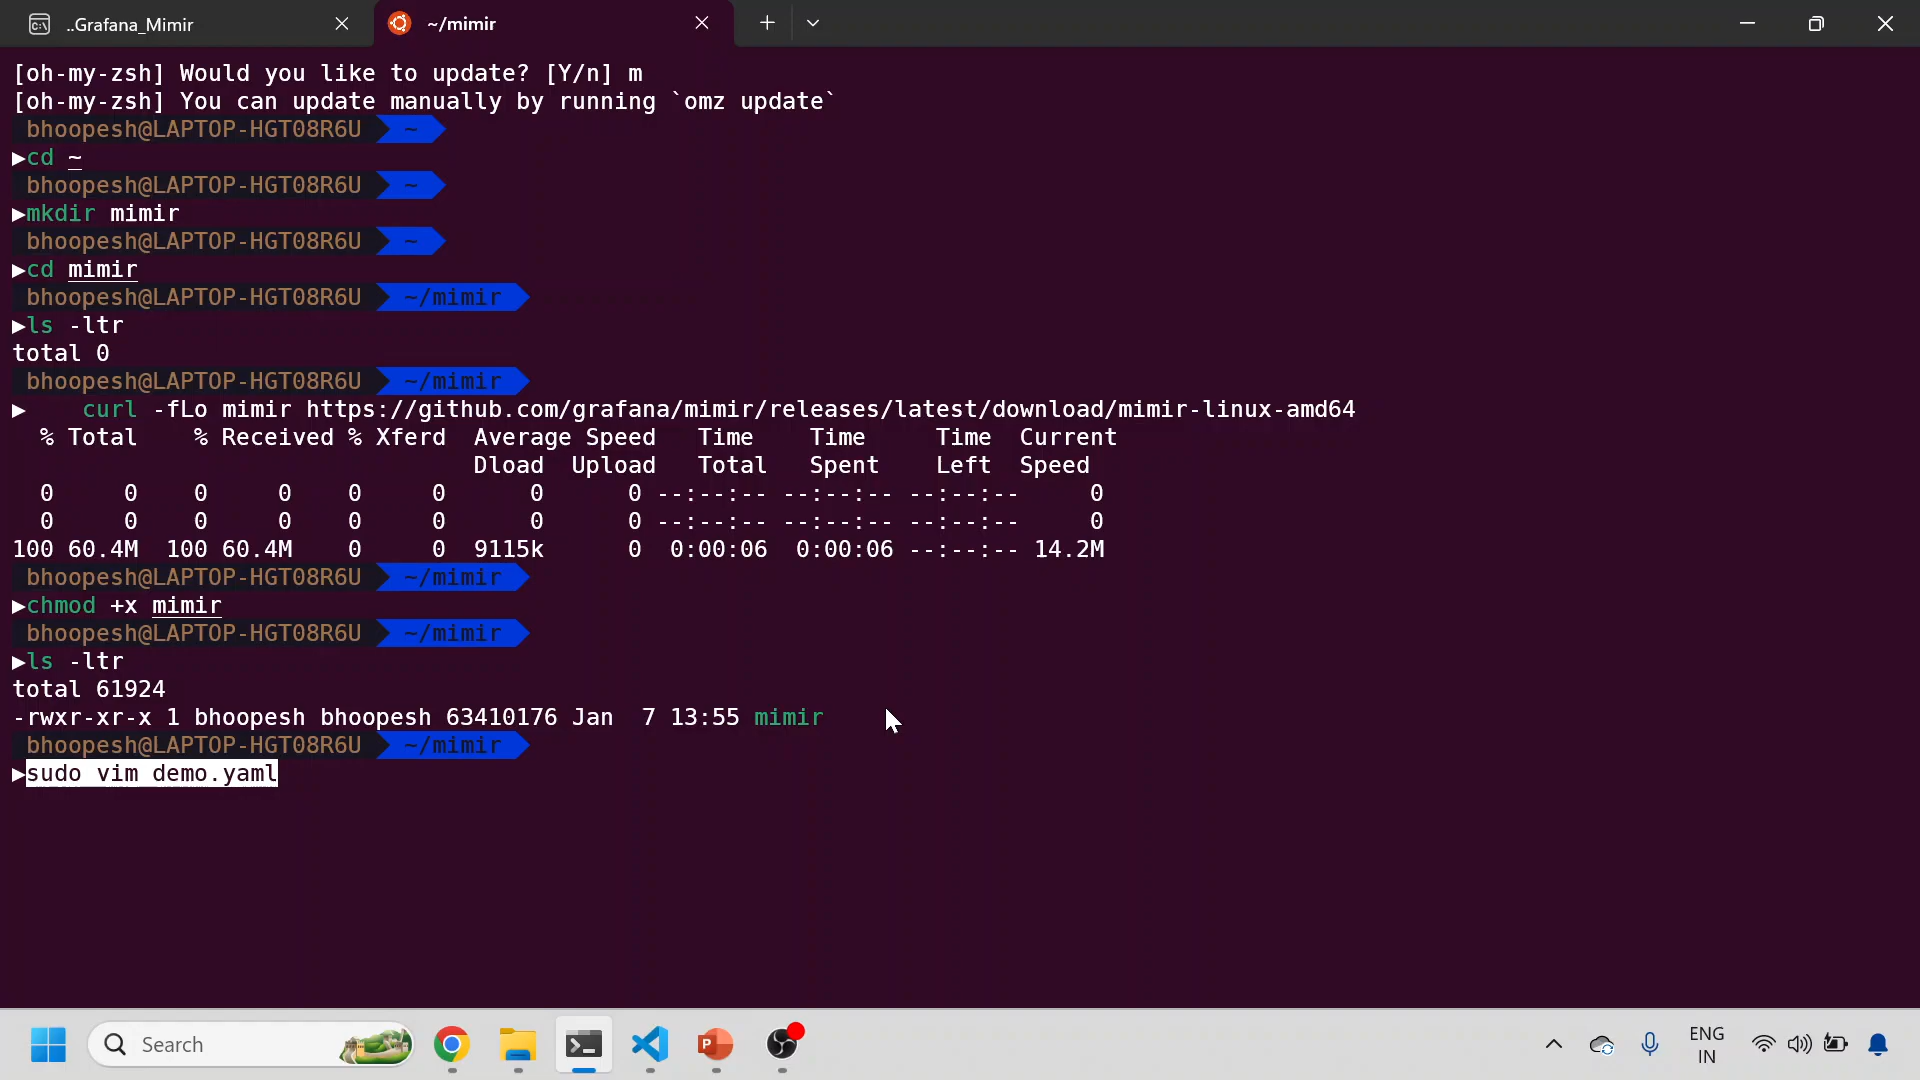 ..Grafana_Mimir
~/mimir
[oh-my-zsh] Would you like to update? [Y/n] m
[oh-my-zsh] You can update manually by running `omz update`
bhoopesh@LAPTOP-HGT08R6U ~
▶cd ~
bhoopesh@LAPTOP-HGT08R6U ~
▶mkdir mimir
bhoopesh@LAPTOP-HGT08R6U ~
▶cd mimir
bhoopesh@LAPTOP-HGT08R6U ~/mimir
▶ls -ltr
total 0
bhoopesh@LAPTOP-HGT08R6U ~/mimir
▶    curl -fLo mimir https://github.com/grafana/mimir/releases/latest/download/mimir-linux-amd64
  % Total    % Received % Xferd  Average Speed   Time    Time     Time  Current
                                 Dload  Upload   Total   Spent    Left  Speed
  0     0    0     0    0     0      0      0 --:--:-- --:--:-- --:--:--     0
  0     0    0     0    0     0      0      0 --:--:-- --:--:-- --:--:--     0
100 60.4M  100 60.4M    0     0  9115k      0  0:00:06  0:00:06 --:--:-- 14.2M
bhoopesh@LAPTOP-HGT08R6U ~/mimir
▶chmod +x mimir
bhoopesh@LAPTOP-HGT08R6U ~/mimir
▶ls -ltr
total 61924
-rwxr-xr-x 1 bhoopesh bhoopesh 63410176 Jan  7 13:55 mimir
bhoopesh@LAPTOP-HGT08R6U ~/mimir
▶sudo vim demo.yaml
Search
ENG
IN